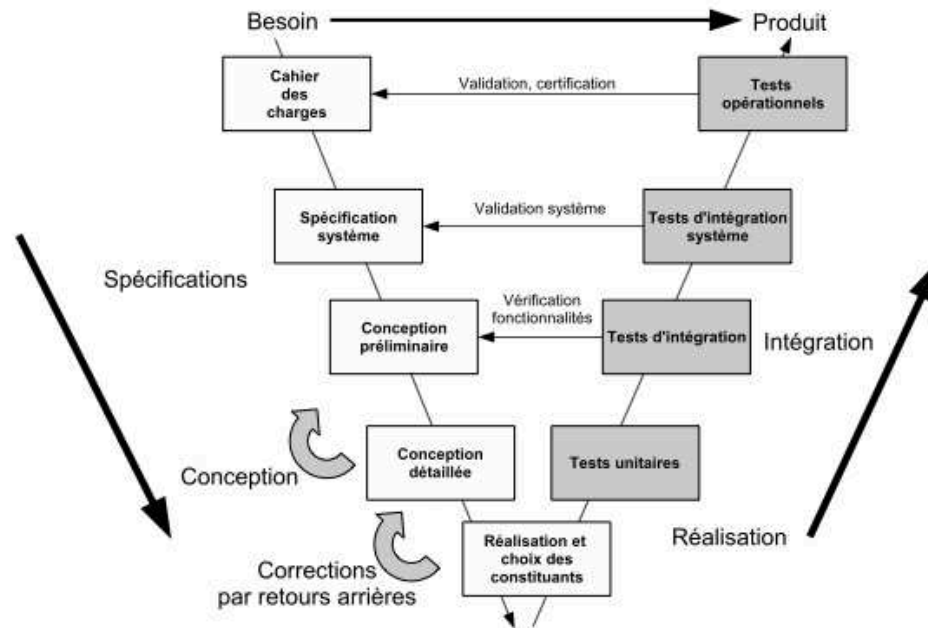 Besoin
Produit
Cahier
des
charges
Validation, certification
Tests
opérationnels
Spécification
système
Validation système
Tests d'intégration
système
Spécifications
Conception
préliminaire
Vérification
fonctionnalités
Tests d'intégration
Intégration
Conception
Conception
détaillée
Tests unitaires
Réalisation et
choix des
constituants
Réalisation
Corrections
par retours arrières